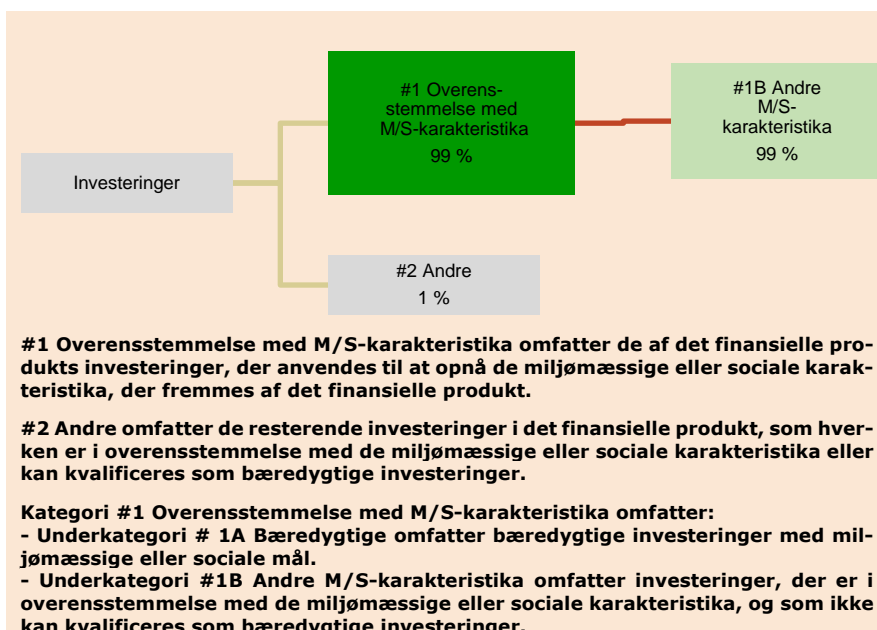 #1 Overens-
stemmelse med
M/S-karakteristika
99 %
#1B Andre
M/S-
karakteristika
99 %
Investeringer
#2 Andre
1 %
#1 Overensstemmelse med M/S-karakteristika omfatter de af det finansielle pro-
dukts investeringer, der anvendes til at opnå de miljømæssige eller sociale karak-
teristika, der fremmes af det finansielle produkt.
#2 Andre omfatter de resterende investeringer i det finansielle produkt, som hver-
ken er i overensstemmelse med de miljømæssige eller sociale karakteristika eller
kan kvalificeres som bæredygtige investeringer.
Kategori #1 Overensstemmelse med M/S-karakteristika omfatter:
- Underkategori # 1A Bæredygtige omfatter bæredygtige investeringer med mil-
jømæssige eller sociale mål.
- Underkategori #1B Andre M/S-karakteristika omfatter investeringer, der er i
overensstemmelse med de miljømæssige eller sociale karakteristika, og som ikke
kan kvalificeres som bæredygtige investeringer.